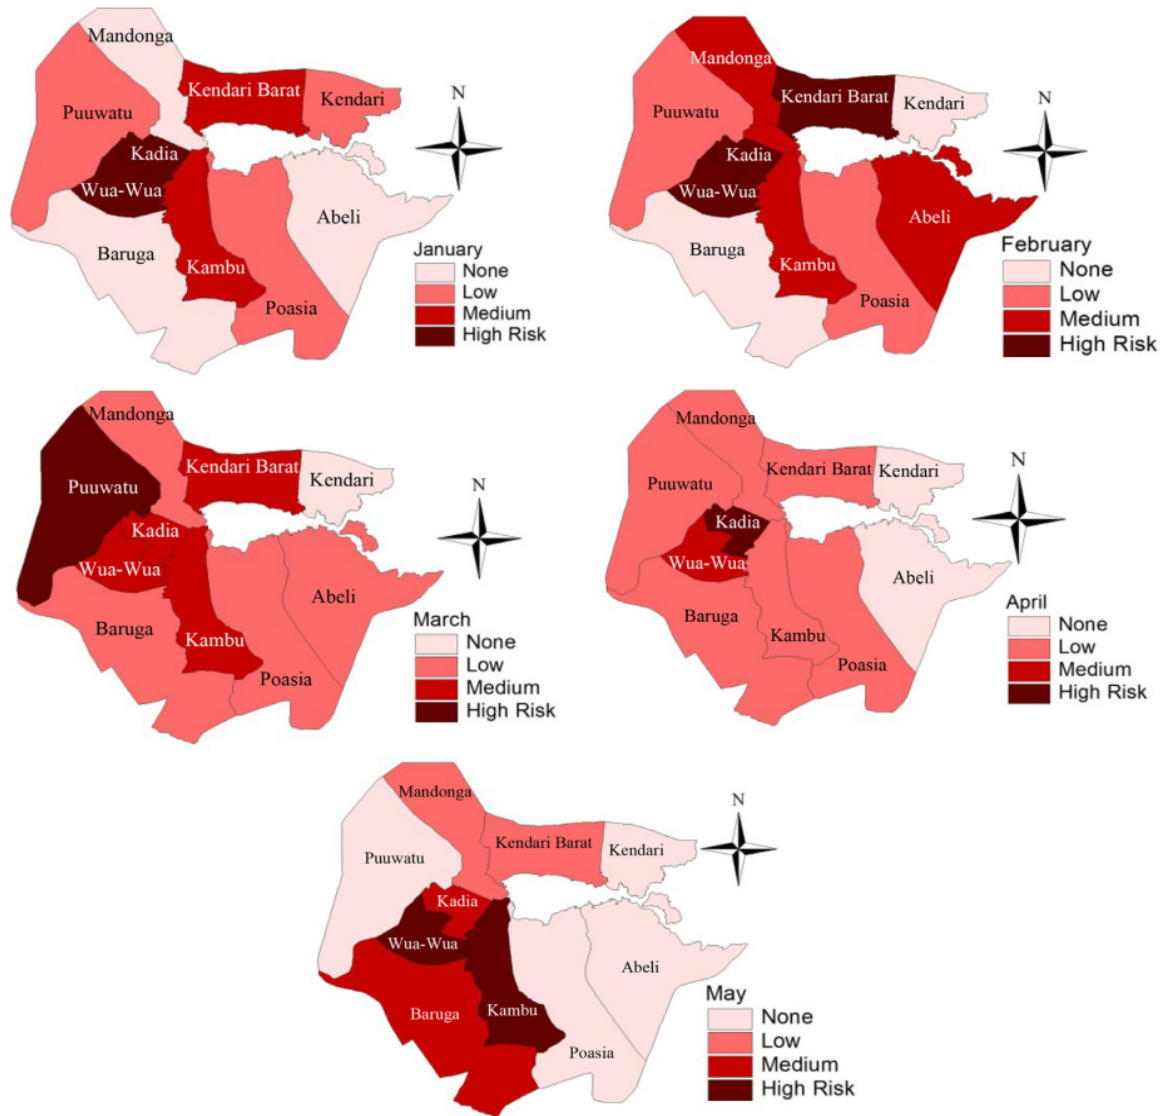 Mandonga
Kendari Barat
Kendari
Puuwatu
Kadia
Wua-Wua
Abeli
Baruga
Kambu
Poasia
N
January
None
Low
Medium
High Risk
Mandonga
Kendari Barat
Kendari
Puuwatu
Kadia
Wua-Wua
Abeli
Baruga
Kambu
Poasia
N
February
None
Low
Medium
High Risk
Mandonga
Kendari Barat
Kendari
Puuwatu
Kadia
Wua-Wua
Abeli
Baruga
Kambu
Poasia
N
March
None
Low
Medium
High Risk
Mandonga
Kendari Barat
Kendari
Puuwatu
Kadia
Wua-Wua
Abeli
Baruga
Kambu
Poasia
N
April
None
Low
Medium
High Risk
Mandonga
Kendari Barat
Kendari
Puuwatu
Kadia
Wua-Wua
Abeli
Baruga
Kambu
Poasia
N
May
None
Low
Medium
High Risk